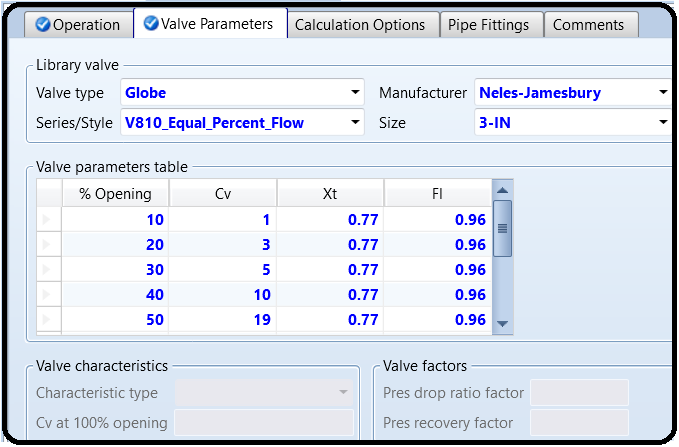 Operation Valve Parameters Calculation Options Pipe Fittings Comments
Library valve
Valve type Globe Manufacturer Neles-Jamesbury
Series/Style V810_Equal_Percent_Flow Size 3-IN
Valve parameters table
% Opening Cv Xt Fl
10 1 0.77 0.96
20 3 0.77 0.96
30 5 0.77 0.96
40 10 0.77 0.96
50 19 0.77 0.96
Valve characteristics Valve factors
Characteristic type Pres drop ratio factor
Cv at 100% opening Pres recovery factor